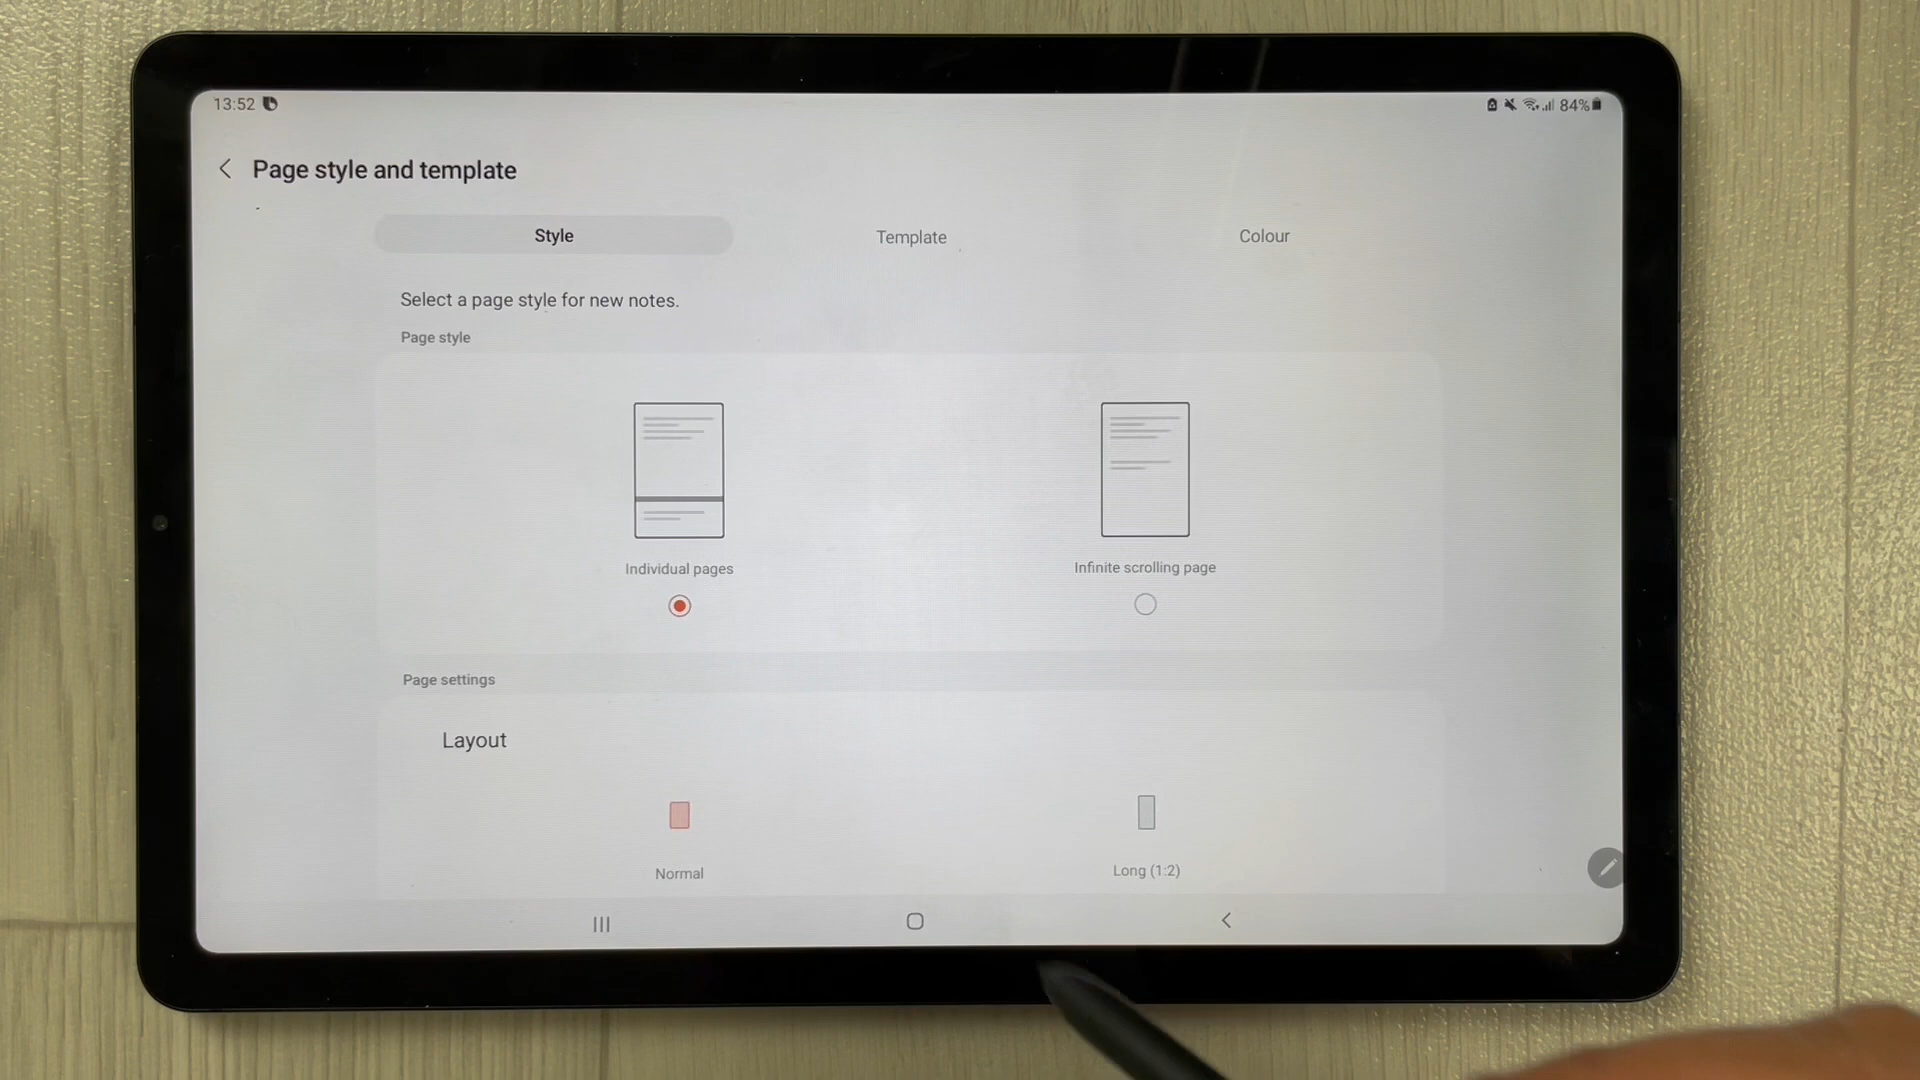 13:52 84%
Page style and template
Style Template Colour
Select a page style for new notes.
Page style
Individual pages Infinite scrolling page
Page settings
Layout
Normal Long (1:2)